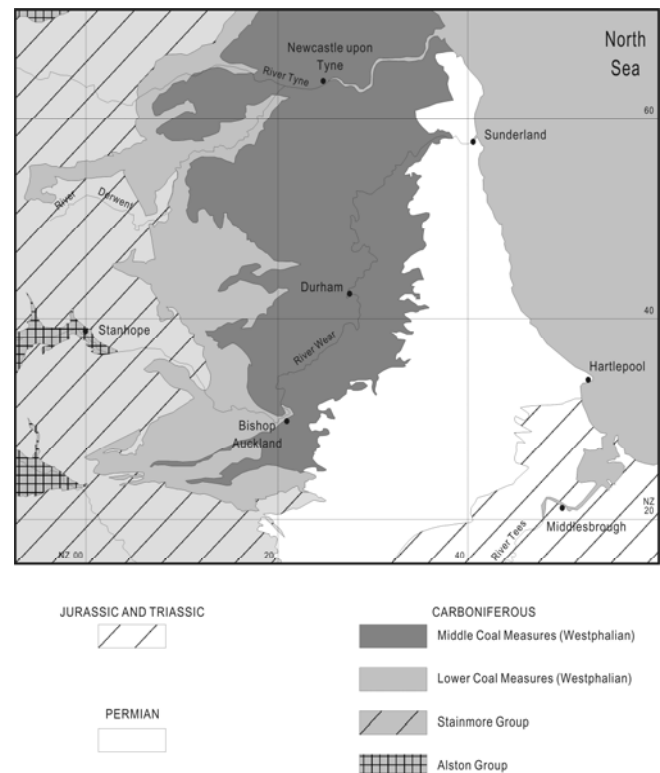 Newcastle upon
Tyne
River Tyne
North
Sea
60
Sunderland
River
Derwent
Durham
40
Stanhope
River Wear
Hartlepool
Bishop
Auckland
NZ
20
Middlesbrough
River Tees
NZ 00
20
40
JURASSIC AND TRIASSIC
PERMIAN
CARBONIFEROUS
Middle Coal Measures (Westphalian)
Lower Coal Measures (Westphalian)
Stainmore Group
Alston Group